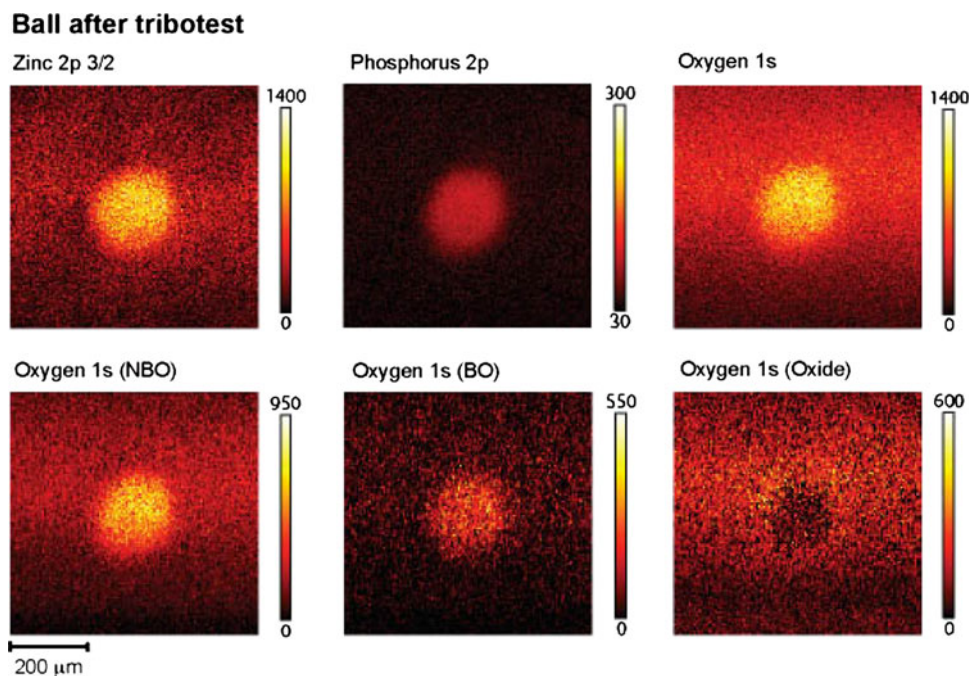 Ball after tribotest
Zinc 2p 3/2
1400
0
Phosphorus 2p
300
30
Oxygen 1s
1400
0
Oxygen 1s (NBO)
950
0
Oxygen 1s (BO)
550
0
Oxygen 1s (Oxide)
600
0
200 μm